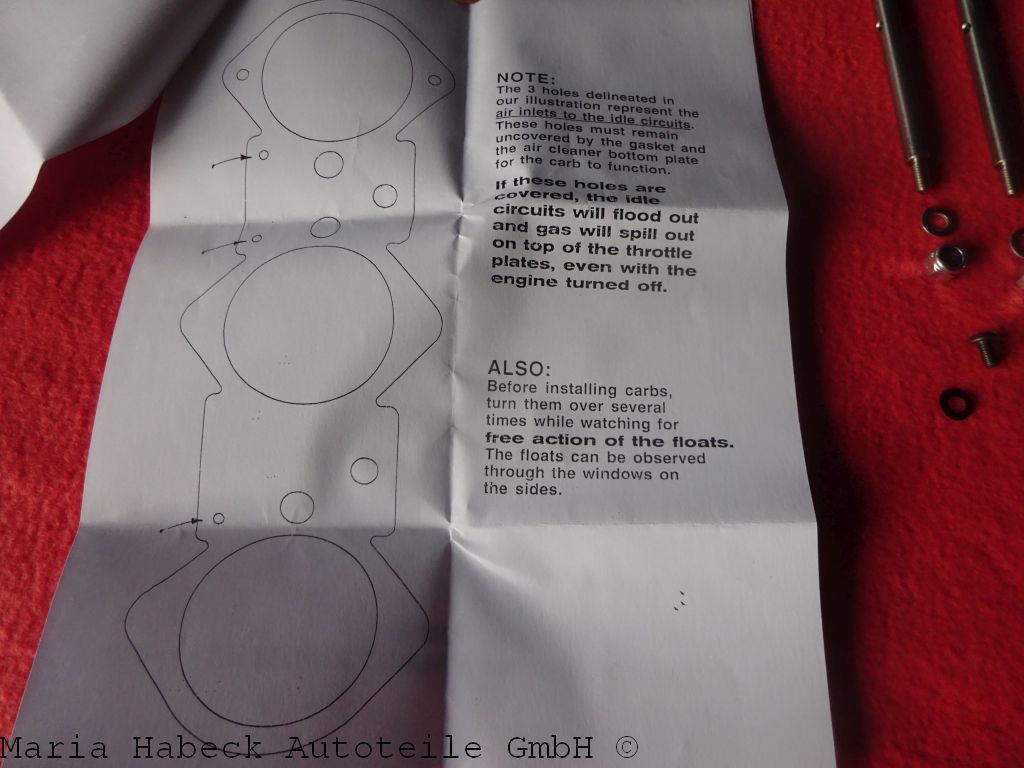 NOTE:
The 3 holes delineated in
our illustration represent the
air inlets to the idle circuits.
These holes must remain
uncovered by the gasket and
the air cleaner bottom plate
for the carb to function.
If these holes are
covered, the idle
circuits will flood out
and gas will spill out
on top of the throttle
plates, even with the
engine turned off.
ALSO:
Before installing carbs,
turn them over several
times while watching for
free action of the floats.
The floats can be observed
through the windows on
the sides.
Maria Habeck Autoteile GmbH ©